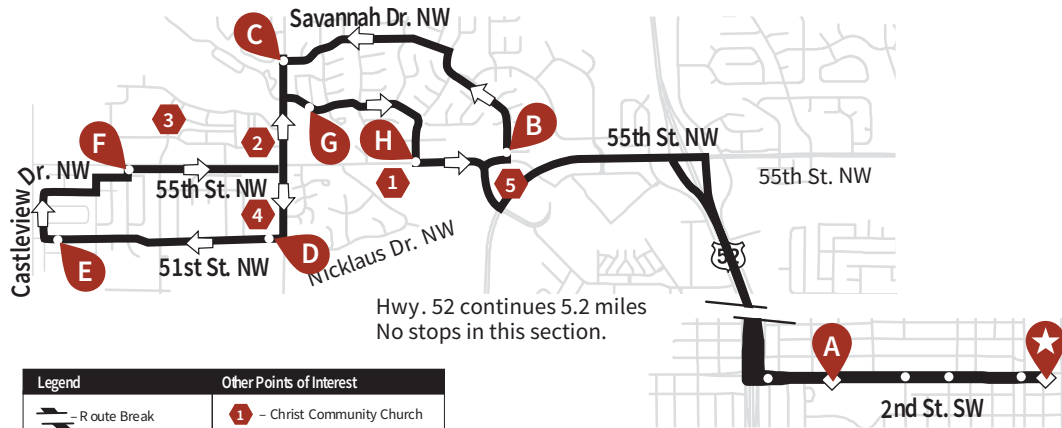 Savannah Dr. NW
C
B
3
2
G
H
55th St. NW
F
1
5
55th St. NW
Castleview Dr. NW
55th St. NW
4
52
E
51st St. NW
D
Nicklaus Dr. NW
Hwy. 52 continues 5.2 miles
No stops in this section.
A
2nd St. SW
Legend
Other Points of Interest
– Route Break
1 – Christ Community Church